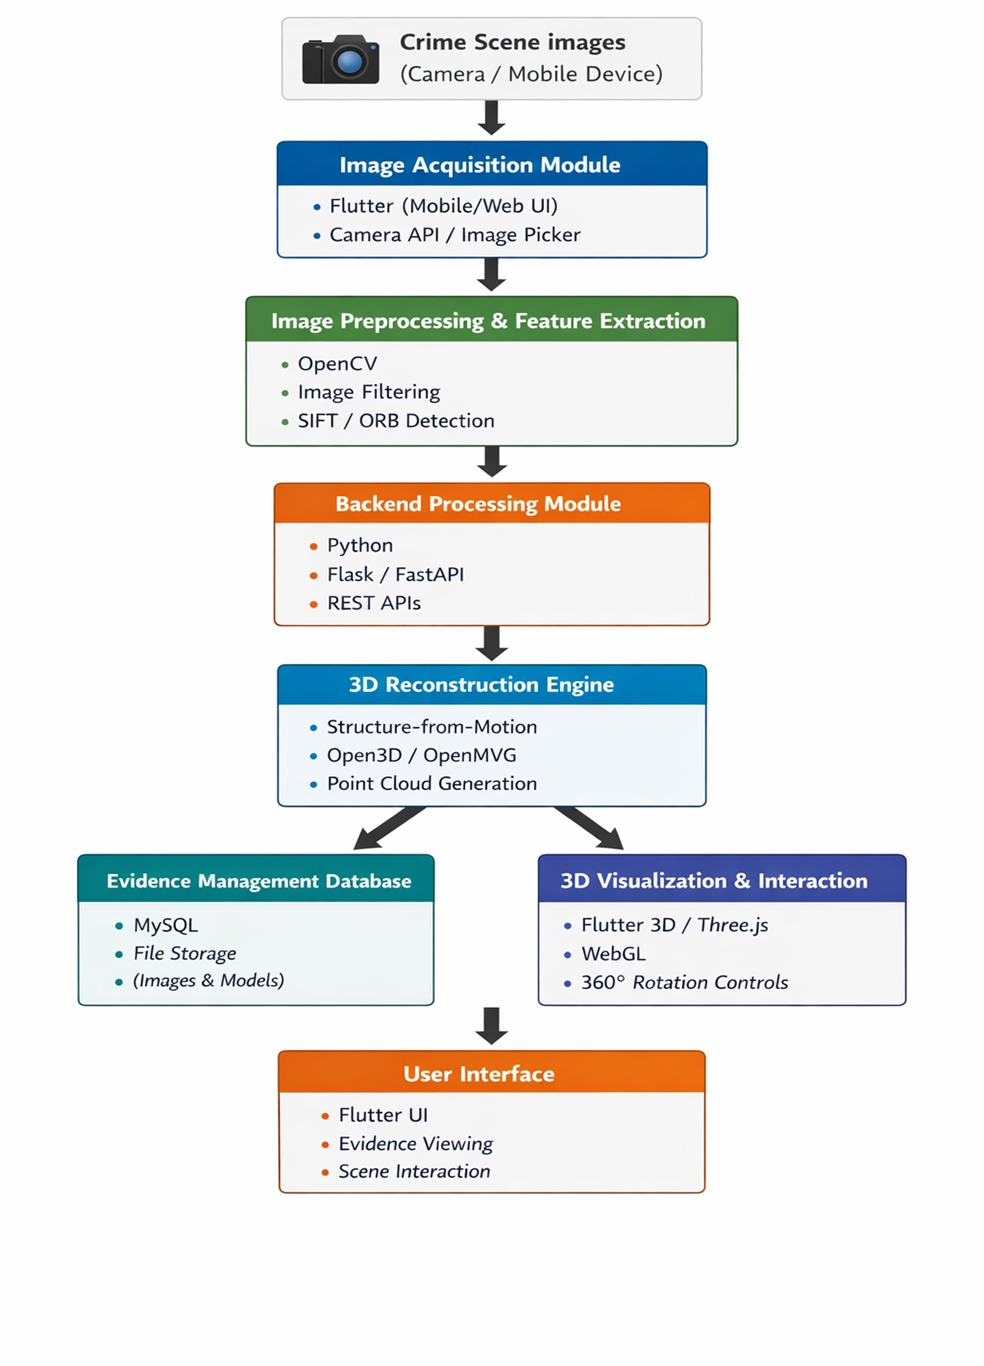 Crime Scene images
(Camera / Mobile Device)
Image Acquisition Module
• Flutter (Mobile/Web UI)
• Camera API / Image Picker
Image Preprocessing & Feature Extraction
• OpenCV
• Image Filtering
• SIFT / ORB Detection
Backend Processing Module
• Python
• Flask / FastAPI
• REST APIs
3D Reconstruction Engine
• Structure-from-Motion
• Open3D / OpenMVG
• Point Cloud Generation
Evidence Management Database
• MySQL
• File Storage
• (Images & Models)
3D Visualization & Interaction
• Flutter 3D / Three.js
• WebGL
• 360° Rotation Controls
User Interface
• Flutter UI
• Evidence Viewing
• Scene Interaction